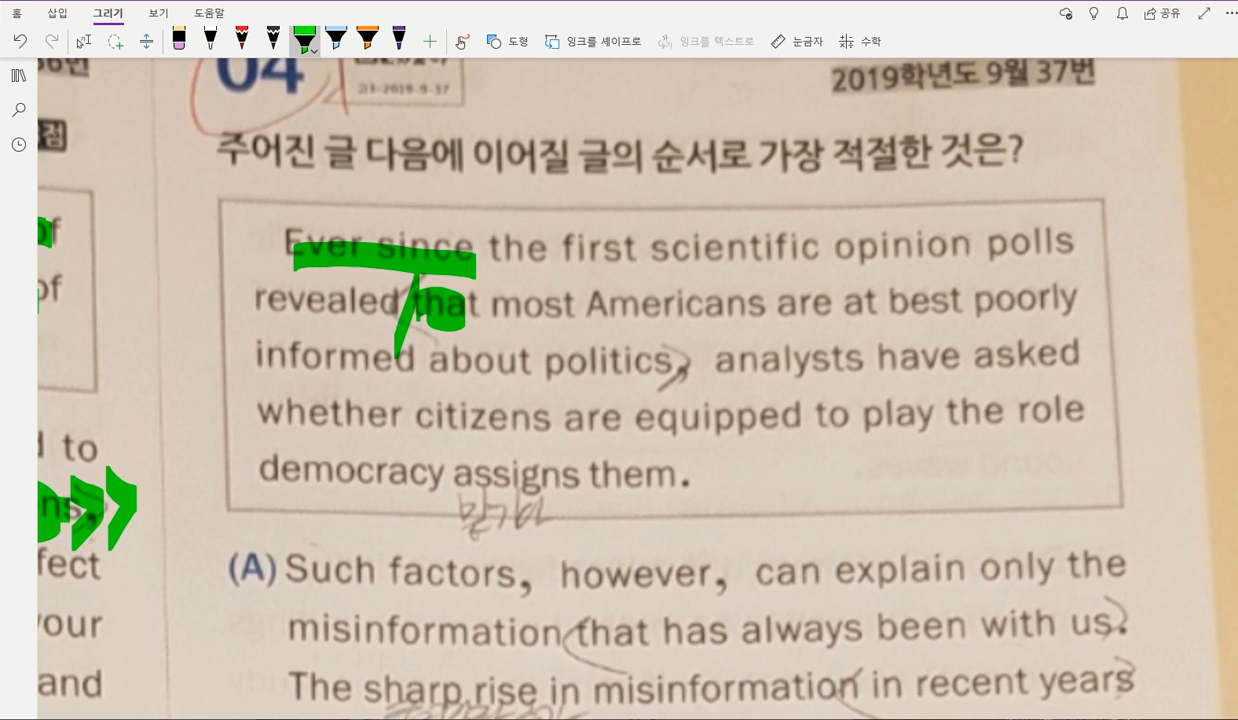 홈 삽입 그리기 보기 도움말 공유
도형 잉크를 셰이프로 잉크를 텍스트로 눈금자 수학
04
2019학년도 9월 37번
주어진 글 다음에 이어질 글의 순서로 가장 적절한 것은?
of
of
d to
ns,
fect
your
and
Ever since the first scientific opinion polls
revealed that most Americans are at best poorly
informed about politics, analysts have asked
whether citizens are equipped to play the role
democracy assigns them.
(A) Such factors, however, can explain only the
misinformation that has always been with us.
The sharp rise in misinformation in recent years